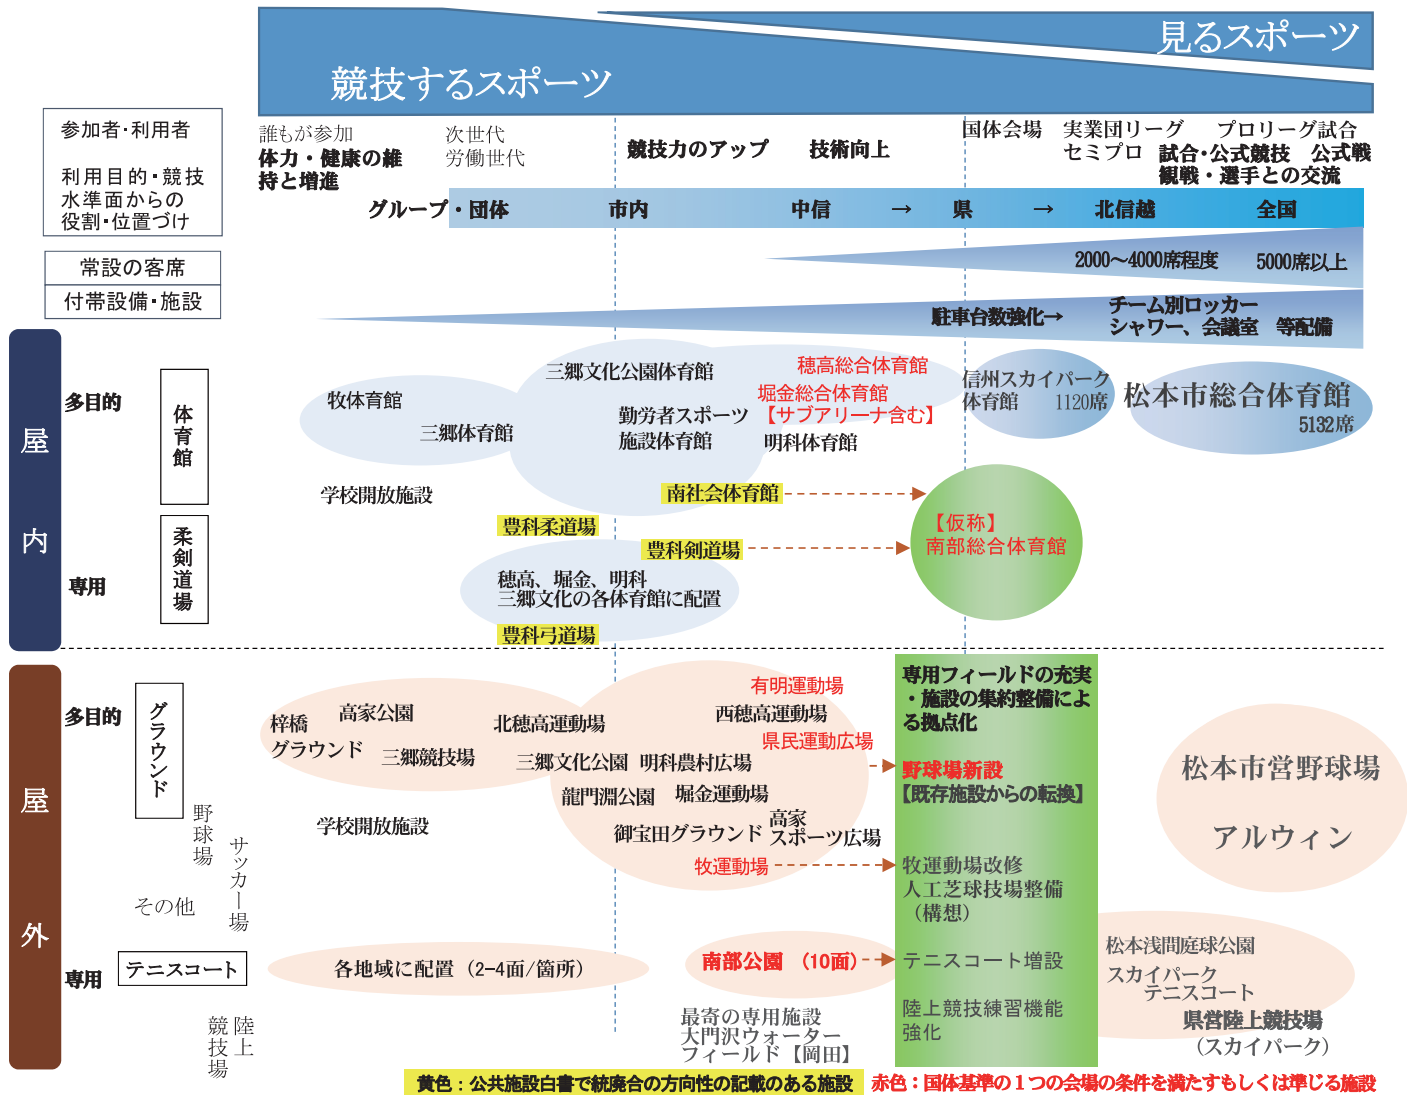 見るスポーツ
競技するスポーツ
参加者・利用者
利用目的・競技
水準面からの
役割・位置づけ
誰もが参加
体力・健康の維
持と増進
次世代
労働世代
競技力のアップ
技術向上
国体会場
実業団リーグ
セミプロ
プロリーグ試合
試合・公式競技 公式戦
観戦・選手との交流
グループ・団体 市内 中信 → 県 → 北信越 全国
常設の客席
2000～4000席程度 5000席以上
付帯設備・施設
駐車台数強化→
チーム別ロッカー
シャワー、会議室 等配備
屋内
多目的
体育館
牧体育館
三郷体育館
三郷文化公園体育館
勤労者スポーツ
施設体育館
穂高総合体育館
堀金総合体育館
【サブアリーナ含む】
明科体育館
信州スカイパーク
体育館 1120席
松本市総合体育館
5132席
学校開放施設
南社会体育館
豊科柔道場
豊科剣道場
【仮称】
南部総合体育館
専用
柔剣道場
穂高、堀金、明科
三郷文化の各体育館に配置
豊科弓道場
屋外
多目的
グラウンド
梓橋
グラウンド
高家公園
三郷競技場
北穂高運動場
有明運動場
西穂高運動場
県民運動広場
三郷文化公園 明科農村広場
龍門淵公園 堀金運動場
御宝田グラウンド
高家
スポーツ広場
牧運動場
学校開放施設
野球場
サッカー場
その他
専用フィールドの充実
・施設の集約整備によ
る拠点化
野球場新設
【既存施設からの転換】
牧運動場改修
人工芝球技場整備
（構想）
テニスコート増設
陸上競技練習機能
強化
松本市営野球場
アルウィン
専用
テニスコート
各地域に配置（2-4面/箇所）
南部公園 （10面）
松本浅間庭球公園
スカイパーク
テニスコート
県営陸上競技場
（スカイパーク）
陸上
競技場
最寄の専用施設
大門沢ウォーター
フィールド【岡田】
黄色：公共施設白書で統廃合の方向性の記載のある施設
赤色：国体基準の１つの会場の条件を満たすもしくは準じる施設